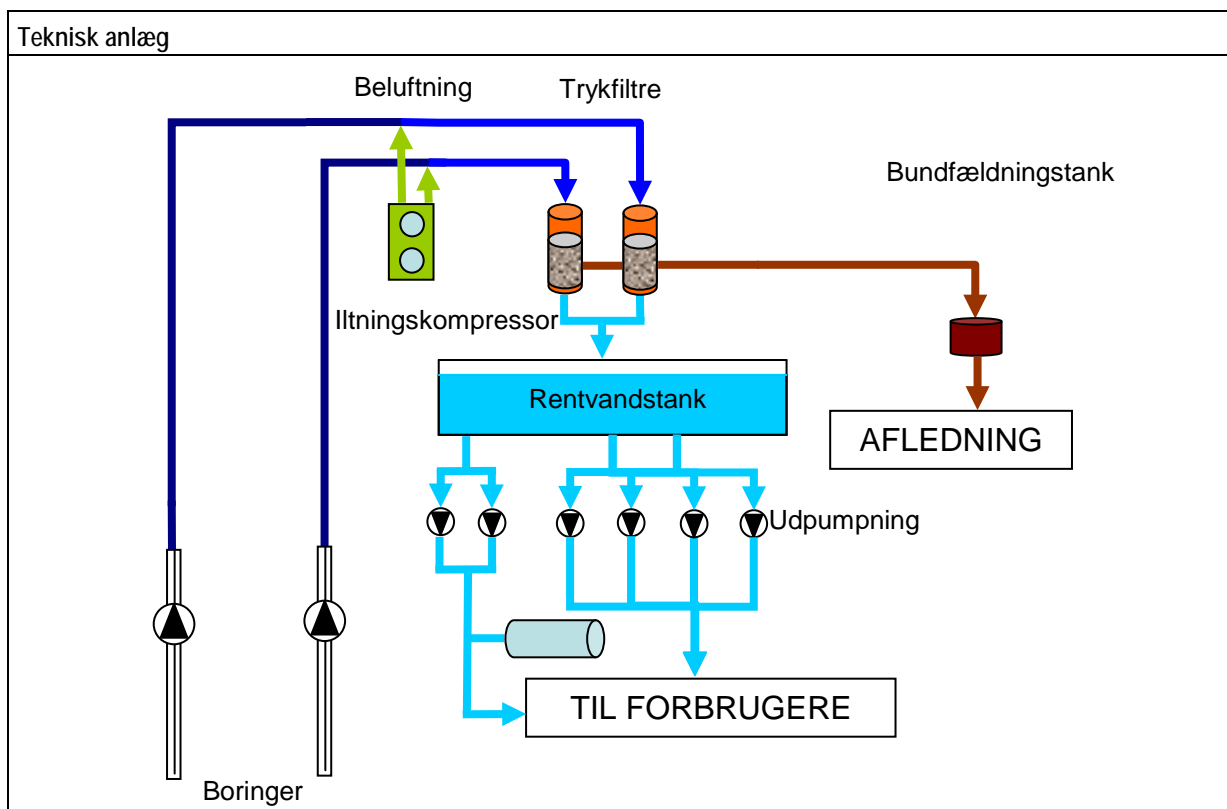 Teknisk anlæg
Beluftning
Trykfiltre
Bundfældningstank
Iltningskompressor
Rentvandstank
AFLEDNING
Udpumpning
TIL FORBRUGERE
Boringer